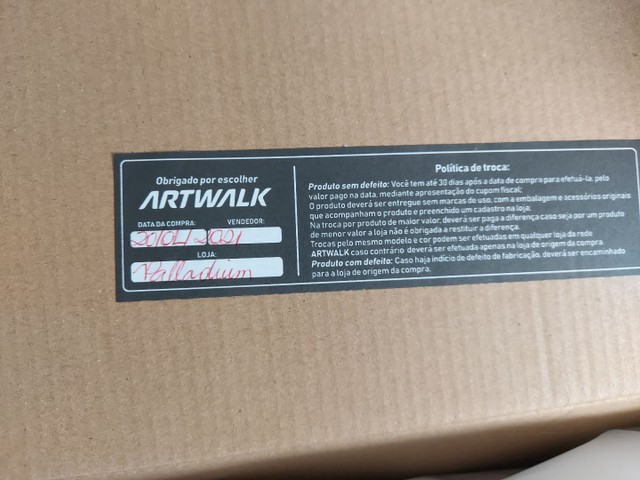 Obrigado por escolher
ARTWALK
DATA DA COMPRA: VENDEDOR:
20/04/2021
LOJA:
Palladium
Política de troca:
Produto sem defeito: Você tem até 30 dias após a data de compra para efetuá-la, pelo
valor pago na data, mediante apresentação do cupom fiscal;
O produto deverá ser entregue sem marcas de uso, com a embalagem e acessórios originais
que acompanham o produto e preenchido um cadastro na loja;
Na troca por produto de maior valor, deverá ser paga a diferença caso seja por um produto
de menor valor a loja não é obrigada a restituir a diferença.
Trocas pelo mesmo modelo e cor podem ser efetuadas em qualquer loja da rede
ARTWALK caso contrário deverá ser efetuada apenas na loja de origem da compra.
Produto com defeito: Caso haja indício de defeito de fabricação, deverá ser encaminhado
para a loja de origem da compra.